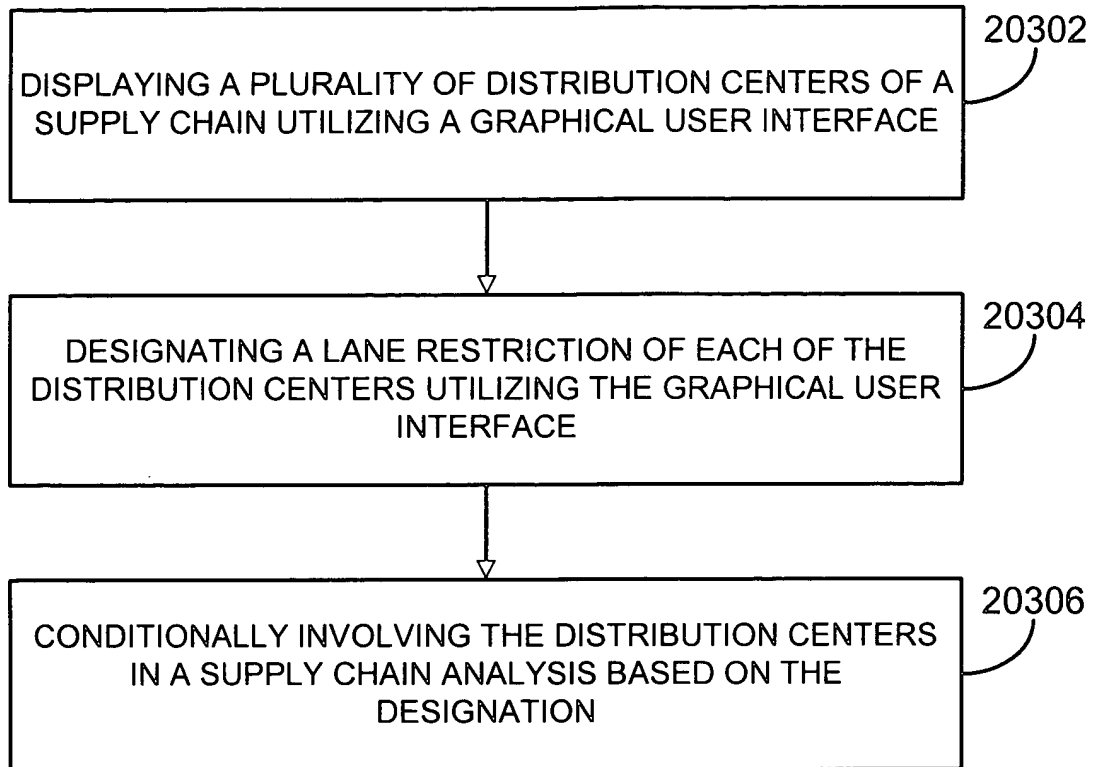 20302
DISPLAYING A PLURALITY OF DISTRIBUTION CENTERS OF A
SUPPLY CHAIN UTILIZING A GRAPHICAL USER INTERFACE
20304
DESIGNATING A LANE RESTRICTION OF EACH OF THE
DISTRIBUTION CENTERS UTILIZING THE GRAPHICAL USER
INTERFACE
20306
CONDITIONALLY INVOLVING THE DISTRIBUTION CENTERS
IN A SUPPLY CHAIN ANALYSIS BASED ON THE
DESIGNATION